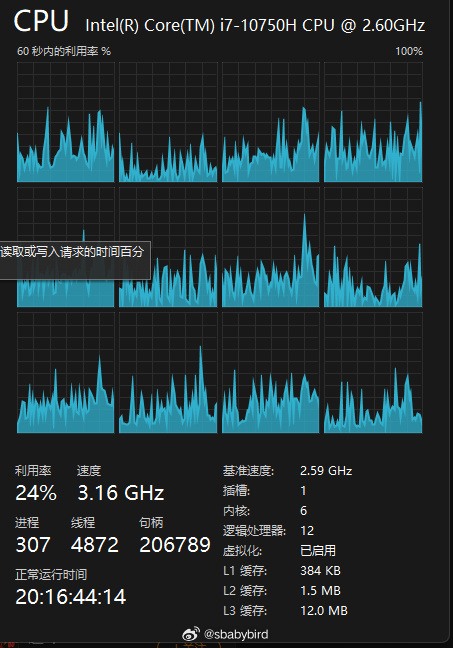 CPU Intel(R) Core(TM) i7-10750H CPU @ 2.60GHz
60 秒内的利用率 % 100%
读取或写入请求的时间百分
利用率 速度 基准速度: 2.59 GHz
24% 3.16 GHz 插槽: 1
内核: 6
进程 线程 句柄 逻辑处理器: 12
307 4872 206789 虚拟化: 已启用
正常运行时间 L1 缓存: 384 KB
20:16:44:14 L2 缓存: 1.5 MB
L3 缓存: 12.0 MB
@sbabybird